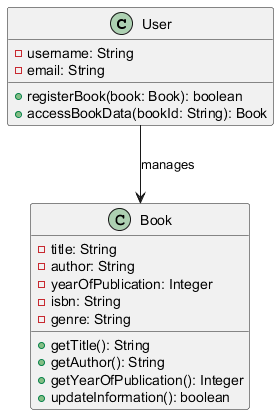 C User
username: String
email: String
registerBook(book: Book): boolean
accessBookData(bookId: String): Book
manages
C Book
title: String
author: String
yearOfPublication: Integer
isbn: String
genre: String
getTitle(): String
getAuthor(): String
getYearOfPublication(): Integer
updateInformation(): boolean